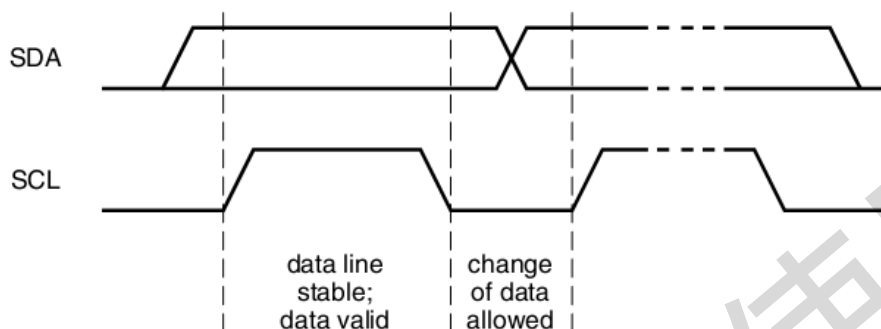 SDA
SCL
data line
stable;
data valid
change
of data
allowed